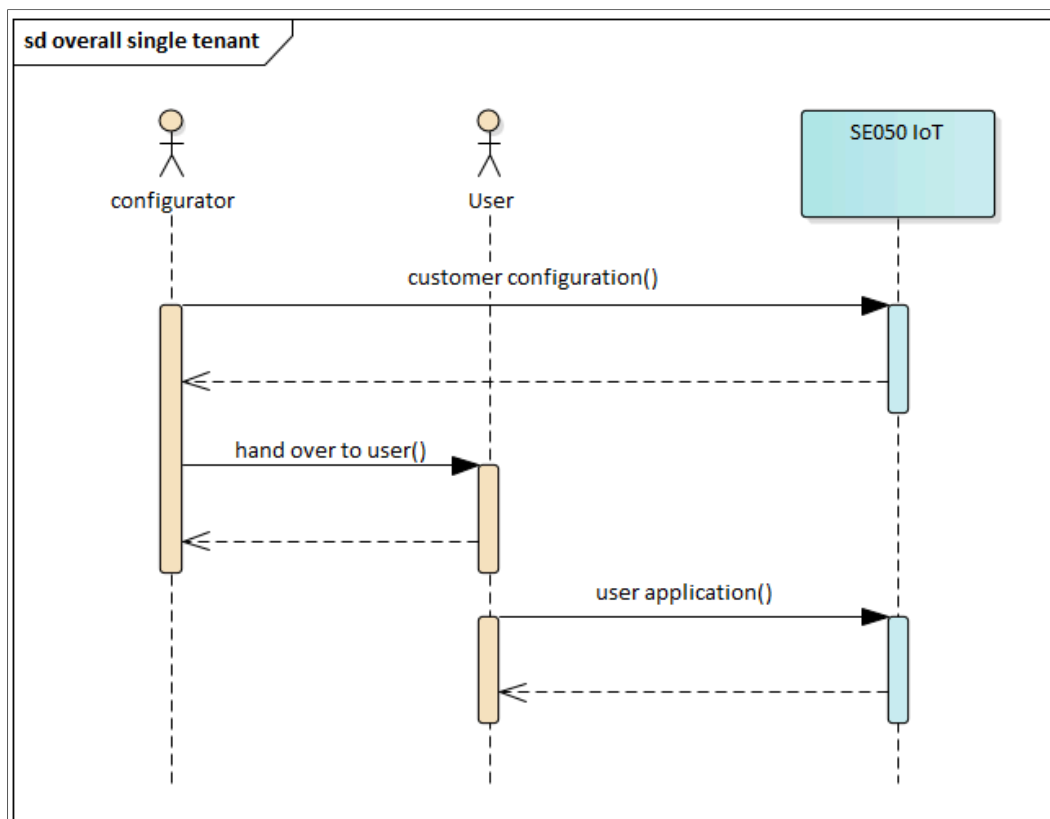 sd overall single tenant
configurator
User
SE050 IoT
customer configuration()
hand over to user()
user application()